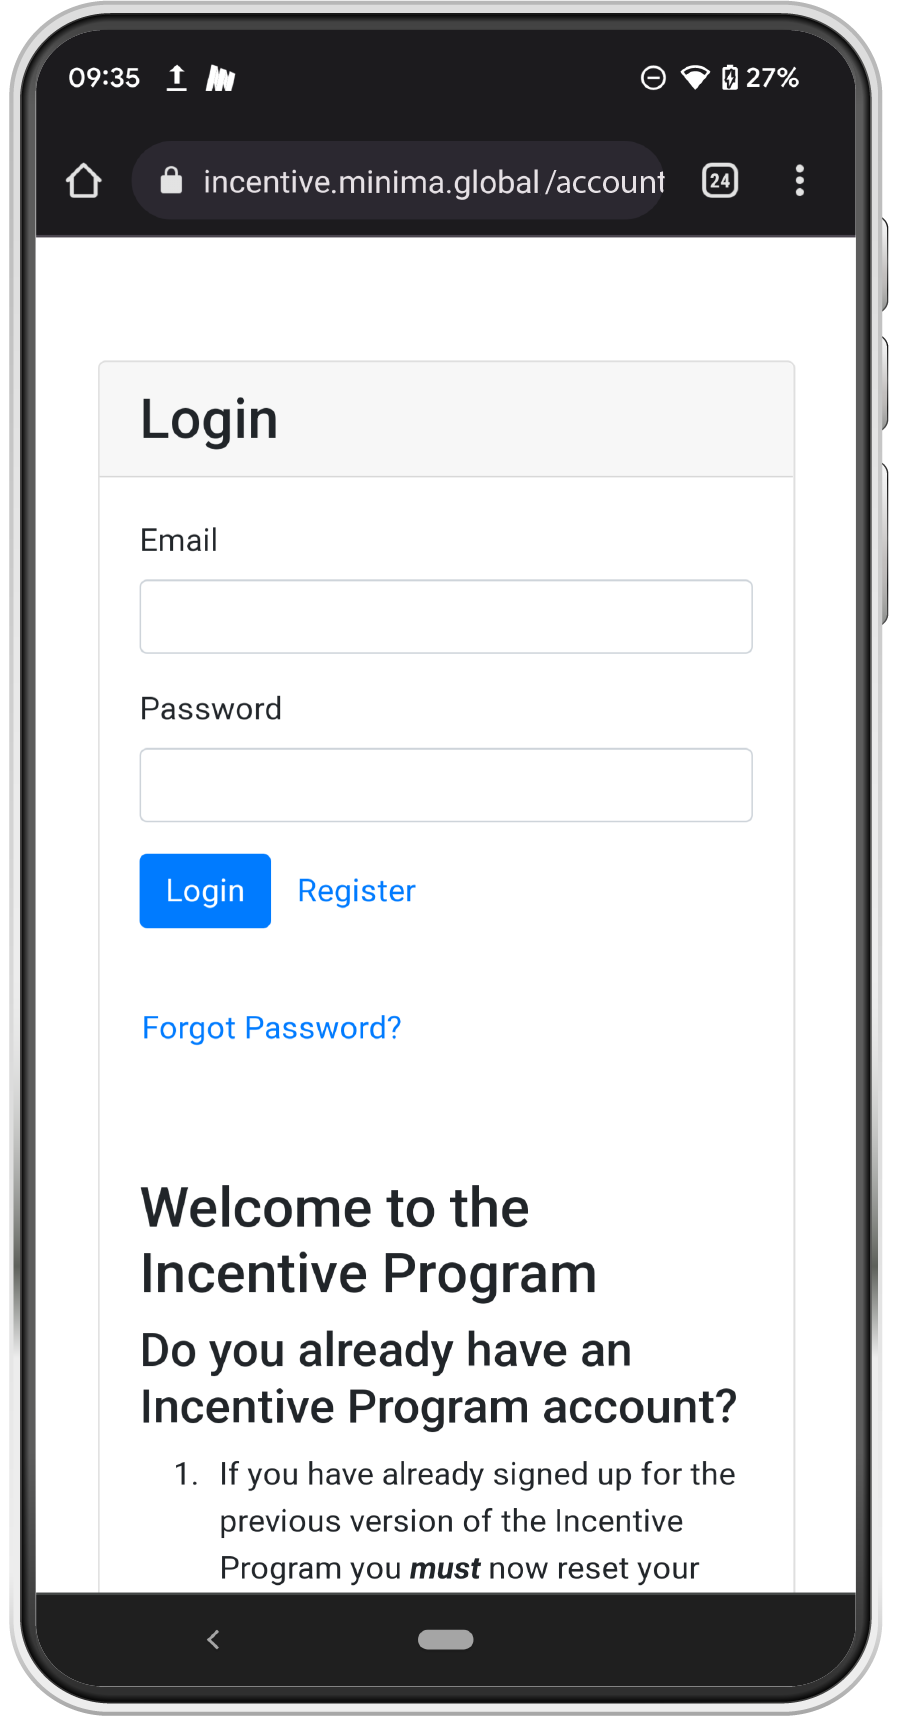 09:35 27%
incentive.minima.global/account 24
Login
Email
Password
Login Register
Forgot Password?
Welcome to the
Incentive Program
Do you already have an
Incentive Program account?
1. If you have already signed up for the
previous version of the Incentive
Program you must now reset your